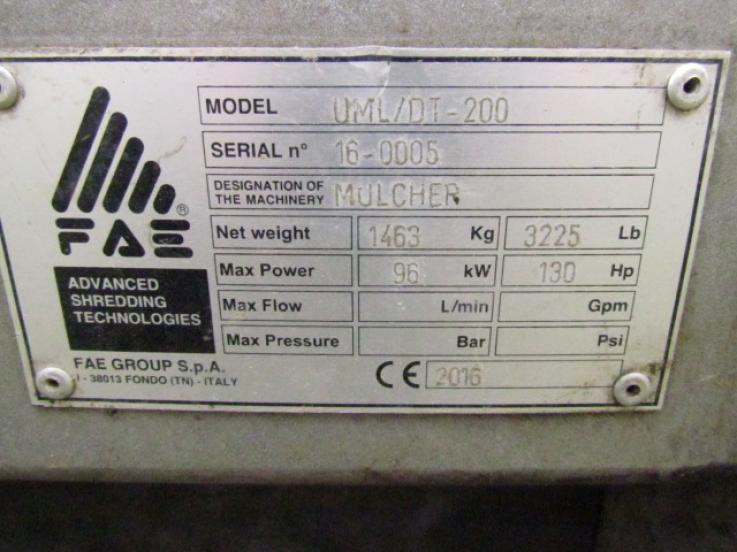 MODEL UML/DT-200
SERIAL n° 16-0005
DESIGNATION OF
THE MACHINERY MULCHER
Net weight 1463 Kg 3225 Lb
Max Power 96 kW 130 Hp
Max Flow L/min Gpm
Max Pressure Bar Psi
FAE®
ADVANCED
SHREDDING
TECHNOLOGIES
FAE GROUP S.p.A.
I - 38013 FONDO (TN) - ITALY
CE 2016